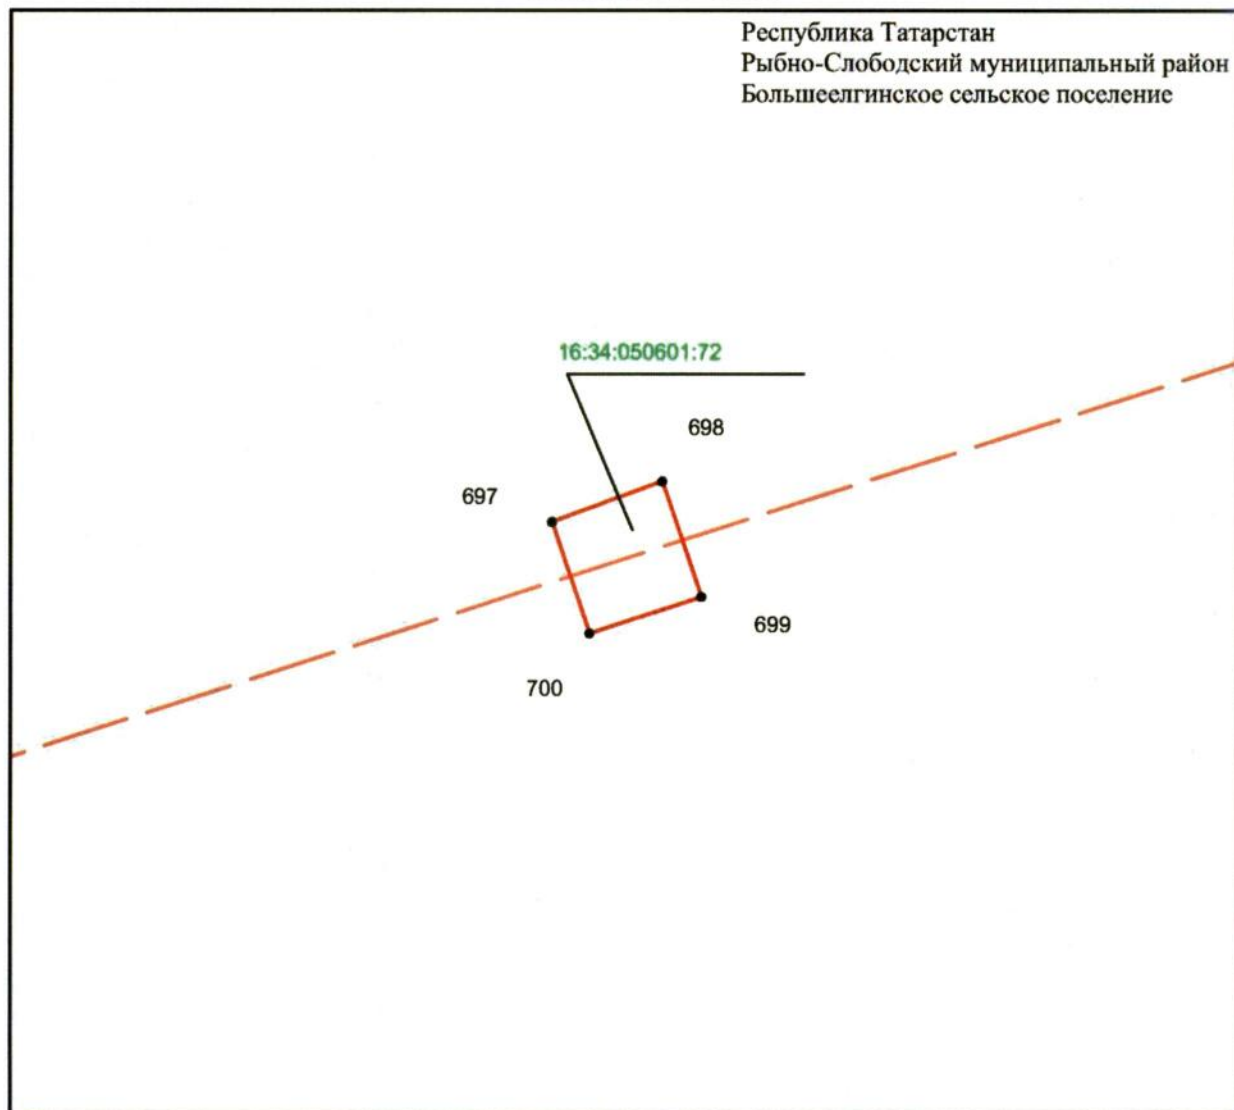 Республика Татарстан
Рыбно-Слободский муниципальный район
Большеелгинское сельское поселение
16:34:050601:72
698
697
699
700